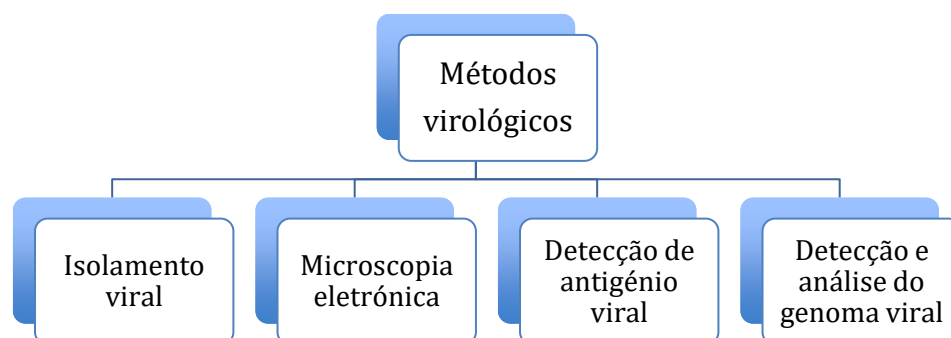 Métodos
virológicos
Isolamento
viral
Microscopia
eletrónica
Detecção de
antigénio
viral
Detecção e
análise do
genoma viral